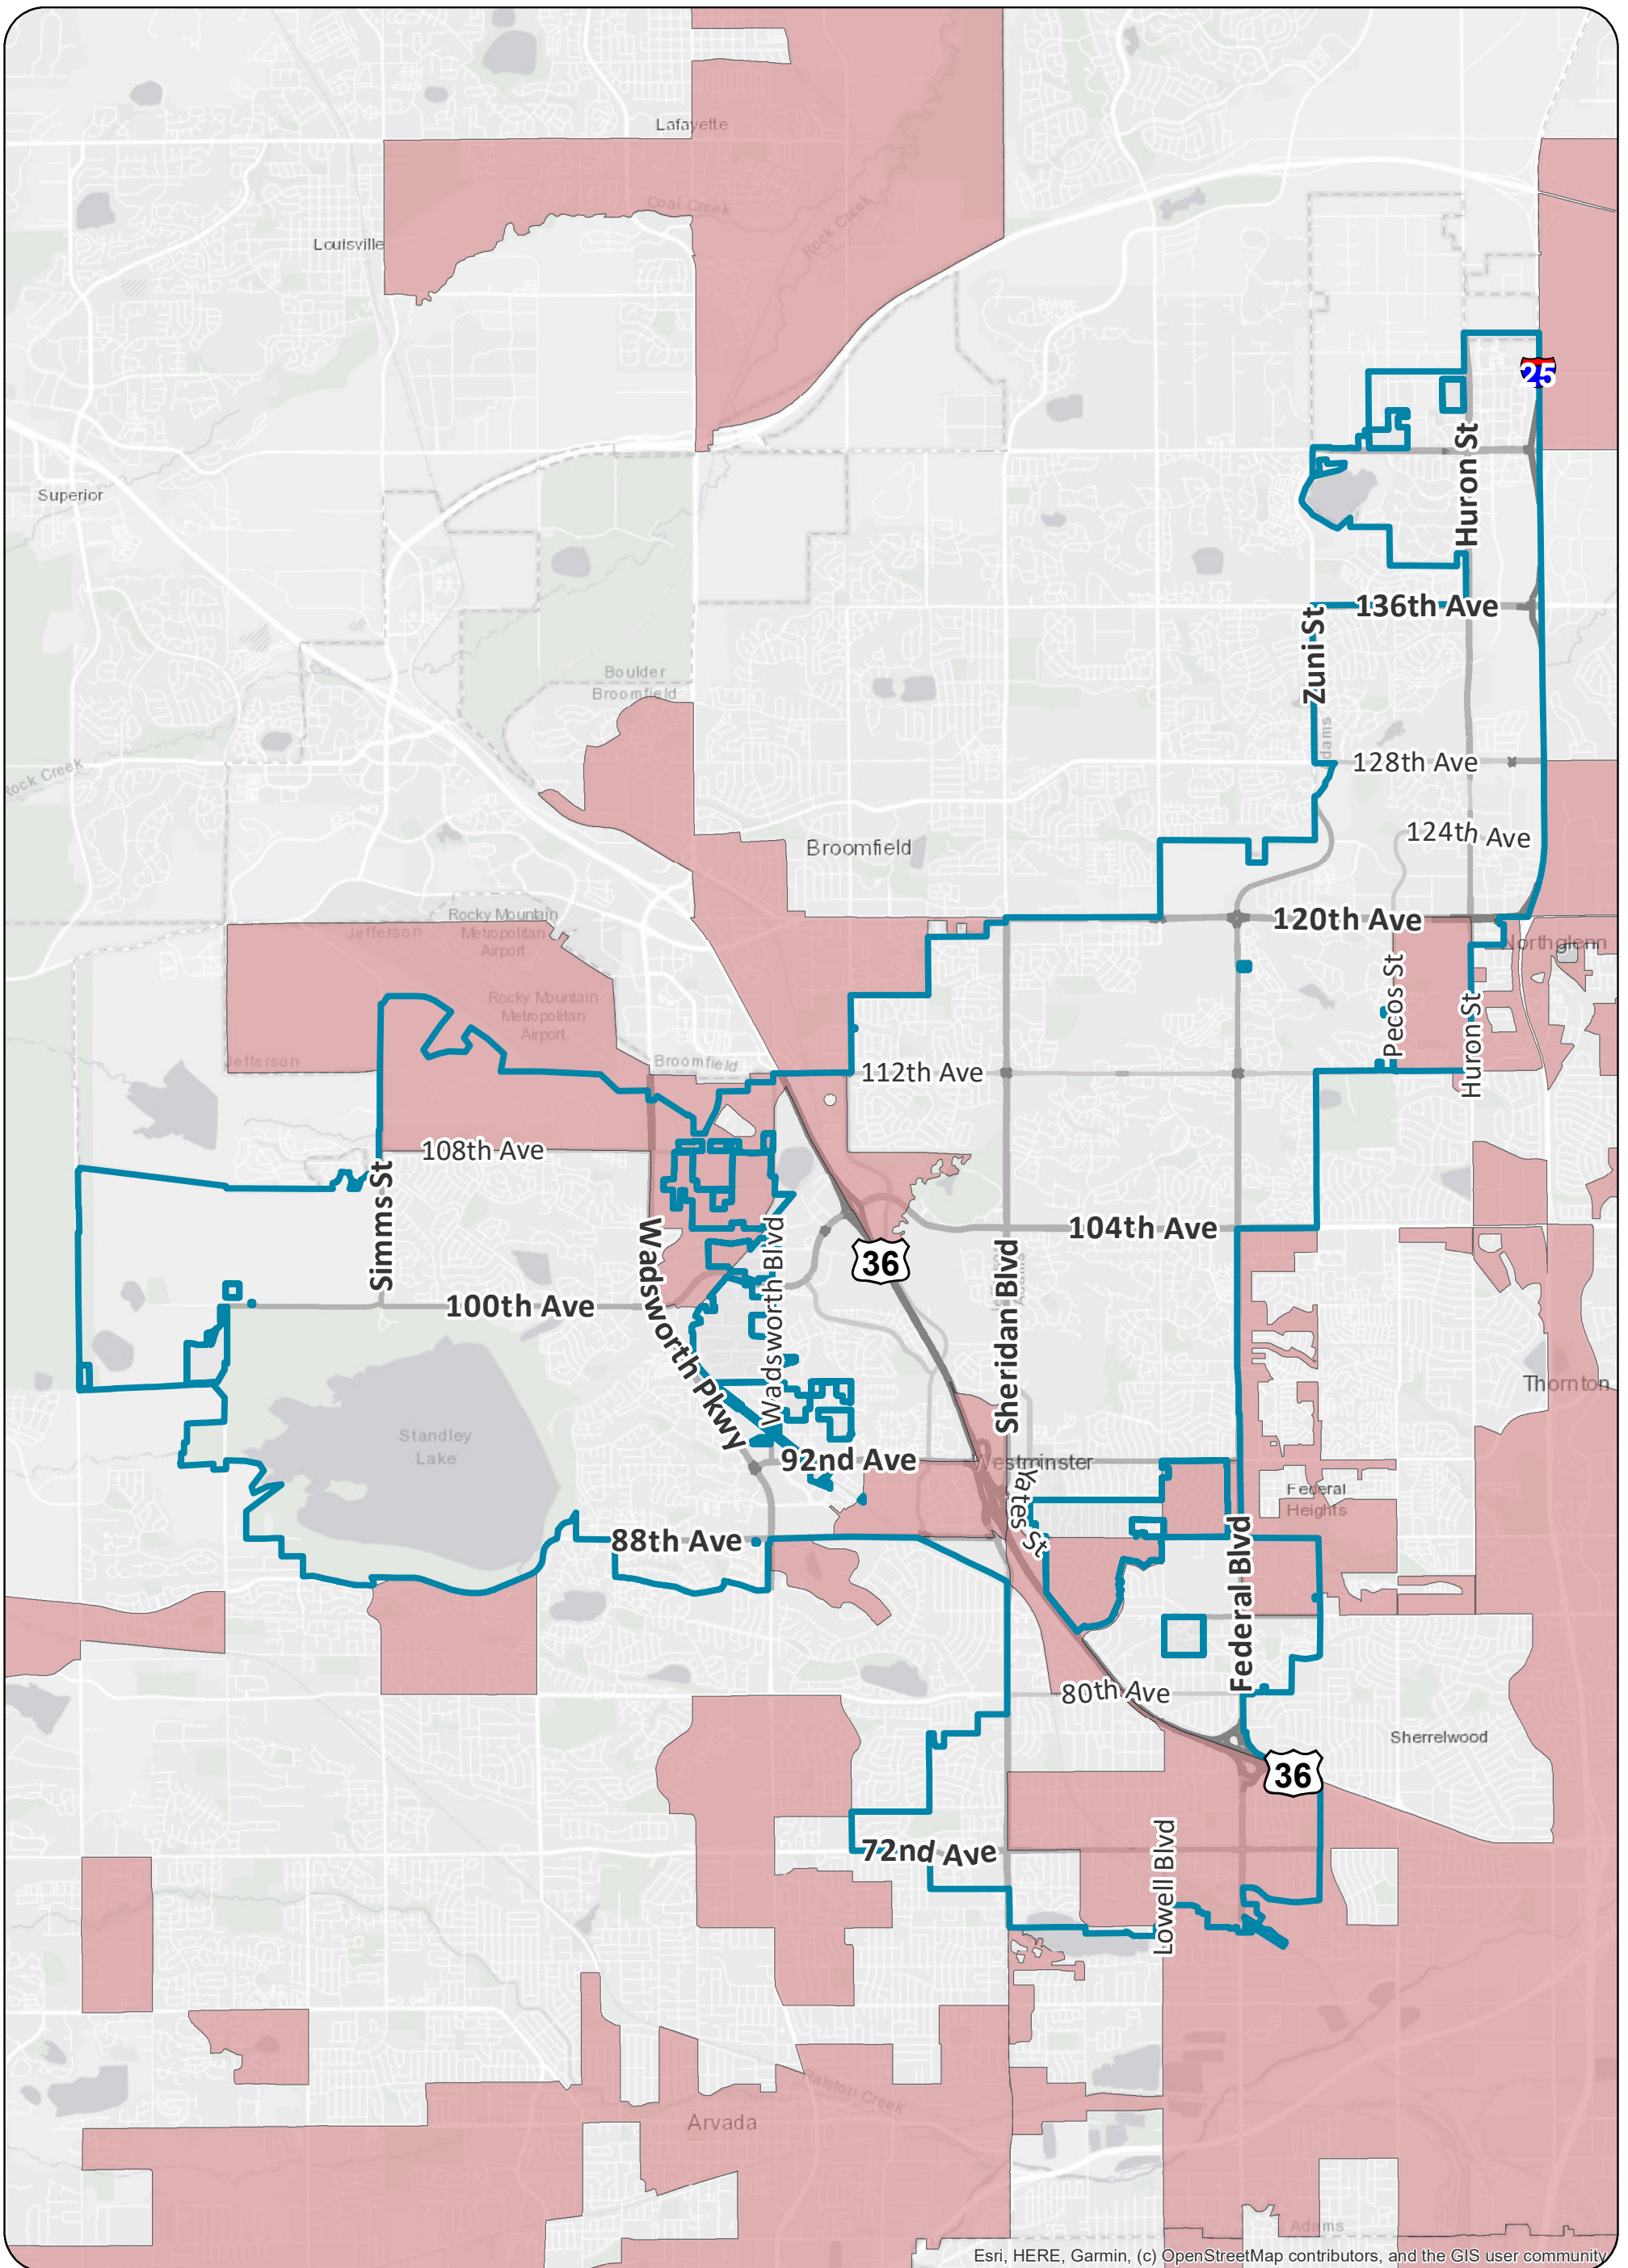 Lafayette
Coal Creek
Rock Creek
Louisville
25
Superior
Huron St
136th Ave
Zuni St
Boulder
Broomfield
Adams
Rock Creek
128th Ave
124th Ave
Broomfield
Rocky Mountain
Metropolitan
Airport
Jefferson
120th Ave
Northglenn
Pecos St
Rocky Mountain
Metropolitan
Airport
Huron St
Jefferson
Broomfield
112th Ave
108th Ave
Simms St
Wadsworth Pkwy
Wadsworth Blvd
104th Ave
36
Sheridan Blvd
100th Ave
Thornton
Standley
Lake
92nd Ave
Westminster
Yates St
Federal
Heights
88th Ave
Federal Blvd
80th Ave
Sherrelwood
36
72nd Ave
Lowell Blvd
Ralston Creek
Arvada
Adams
Esri, HERE, Garmin, (c) OpenStreetMap contributors, and the GIS user community